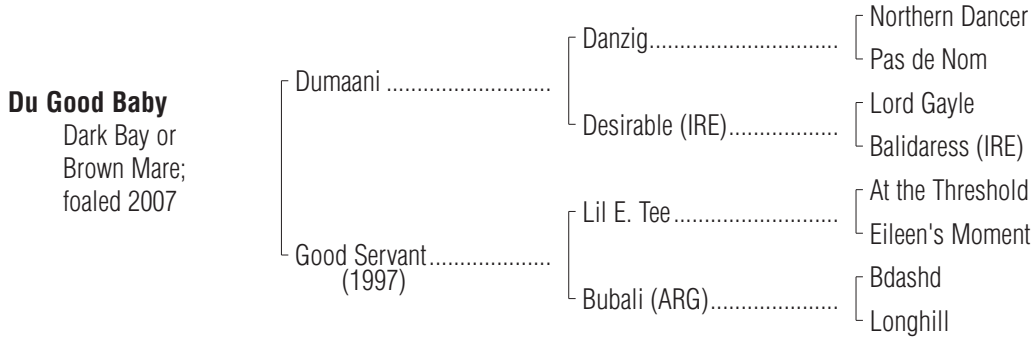 Du Good Baby
Dark Bay or
Brown Mare;
foaled 2007
Dumaani ..........................
Good Servant....................
(1997)
Danzig..............................
Desirable (IRE)..................
Lil E. Tee..........................
Bubali (ARG).....................
Northern Dancer
Pas de Nom
Lord Gayle
Balidaress (IRE)
At the Threshold
Eileen's Moment
Bdashd
Longhill